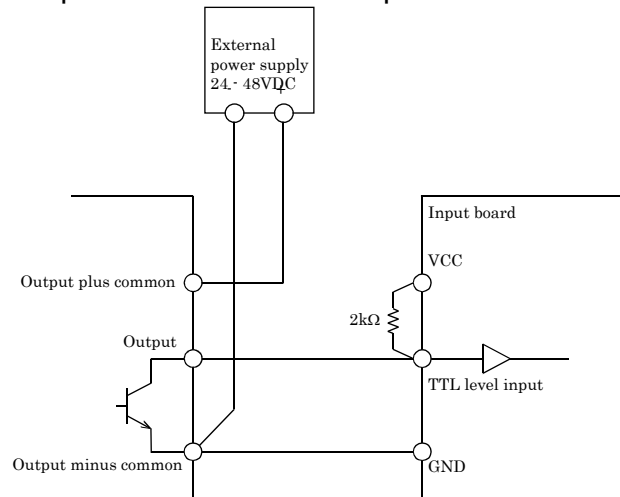 External
power supply
24 - 48VDC
- +
Input board
VCC
Output plus common
2kΩ
Output
TTL level input
Output minus common
GND